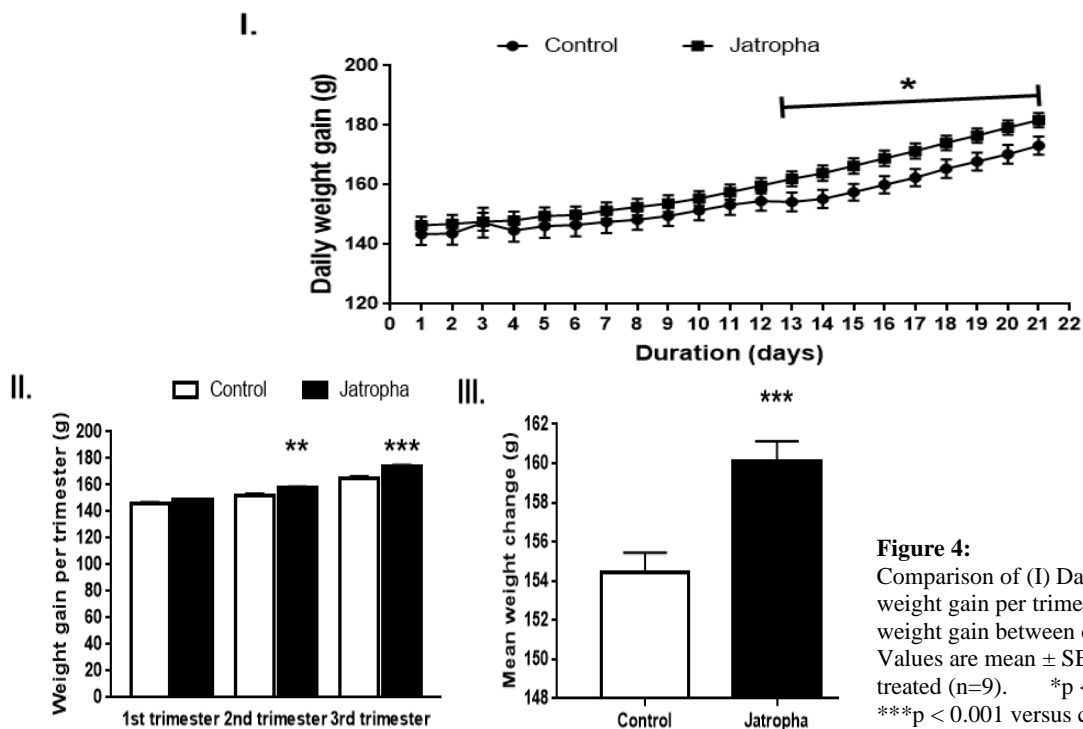 I.
Control Jatropha
Daily weight gain (g)
200
180
160
140
120
*
0 1 2 3 4 5 6 7 8 9 10 11 12 13 14 15 16 17 18 19 20 21 22
Duration (days)
II.
Control Jatropha
Weight gain per trimester (g)
200
180
160
140
120
100
80
60
40
20
0
** ***
1st trimester 2nd trimester 3rd trimester
III.
Mean weight change (g)
162
160
158
156
154
152
150
148
***
Control Jatropha
Figure 4:
Comparison of (I) Da
weight gain per trime
weight gain between
Values are mean ± SE
treated (n=9). *p <
***p < 0.001 versus c